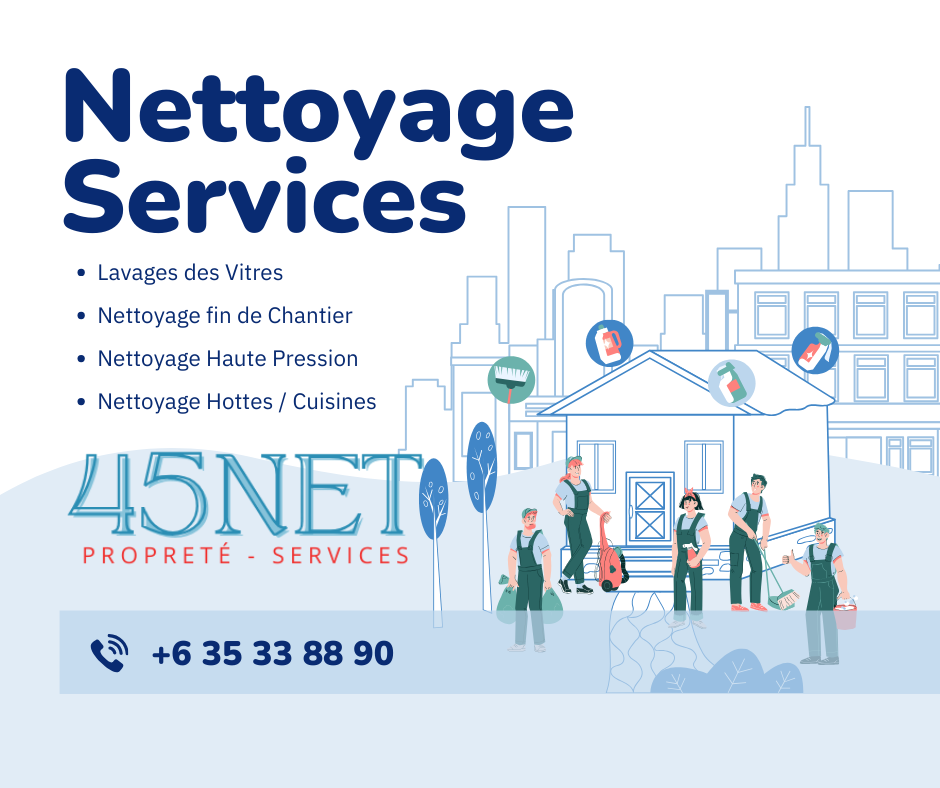 Nettoyage
Services
• Lavages des Vitres
• Nettoyage fin de Chantier
• Nettoyage Haute Pression
• Nettoyage Hottes / Cuisines
45NET
PROPRETÉ - SERVICES
+6 35 33 88 90